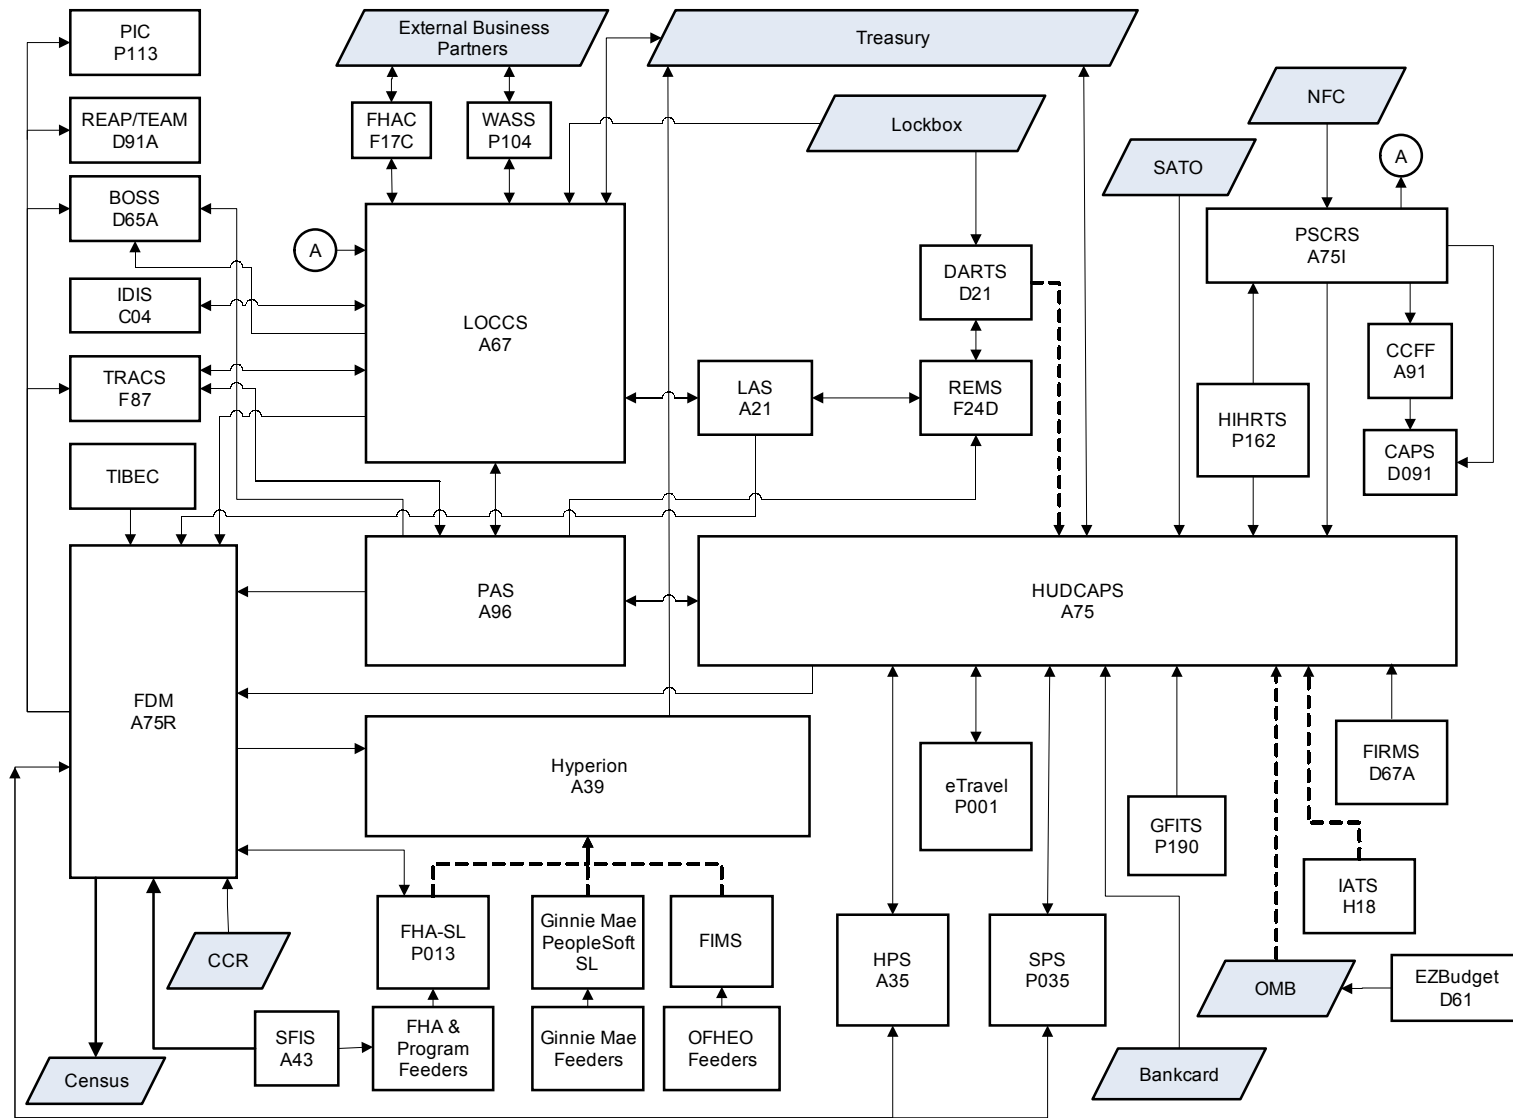 PIC
P113
External Business
Partners
Treasury
NFC
REAP/TEAM
D91A
FHAC
F17C
WASS
P104
Lockbox
SATO
A
BOSS
D65A
PSCRS
A75I
A
DARTS
D21
IDIS
C04
LOCCS
A67
CCFF
A91
TRACS
F87
LAS
A21
REMS
F24D
HIHRTS
P162
CAPS
D091
TIBEC
PAS
A96
HUDCAPS
A75
FDM
A75R
Hyperion
A39
eTravel
P001
FIRMS
D67A
GFITS
P190
IATS
H18
CCR
FHA-SL
P013
Ginnie Mae
PeopleSoft
SL
FIMS
HPS
A35
SPS
P035
OMB
EZBudget
D61
SFIS
A43
FHA &
Program
Feeders
Ginnie Mae
Feeders
OFHEO
Feeders
Census
Bankcard